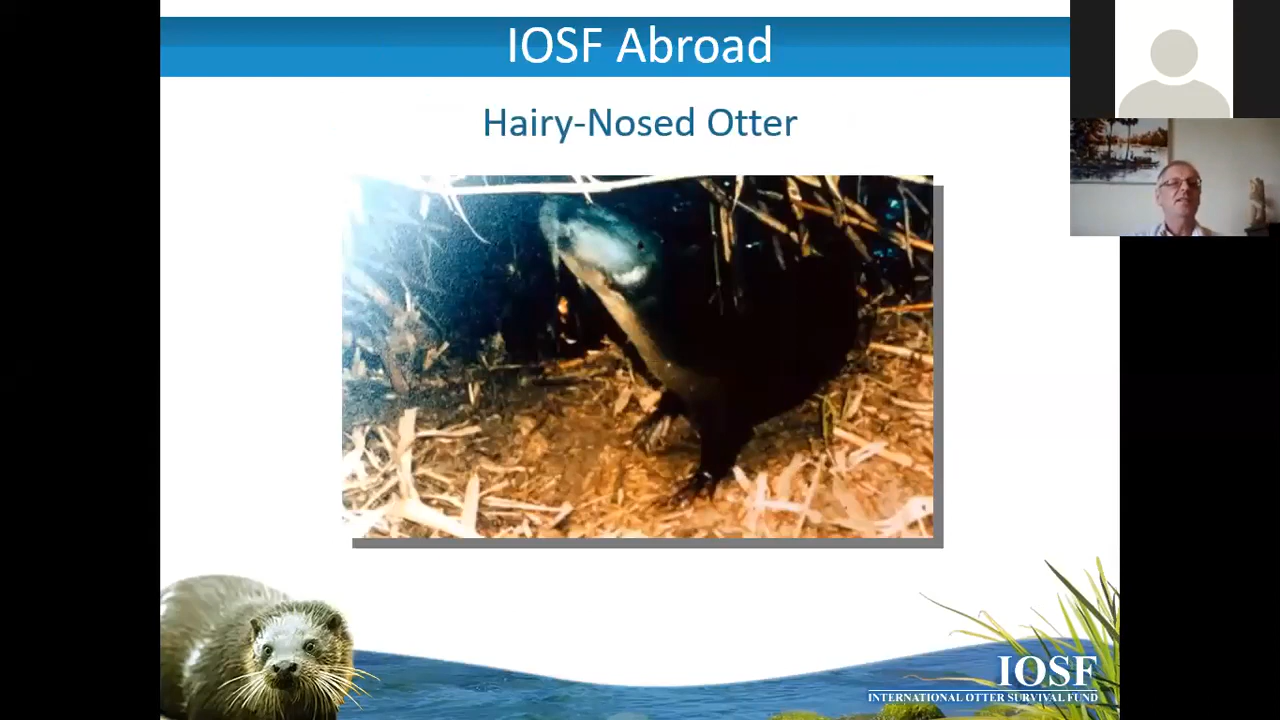 IOSF Abroad
Hairy-Nosed Otter
IOSF
INTERNATIONAL OTTER SURVIVAL FUND